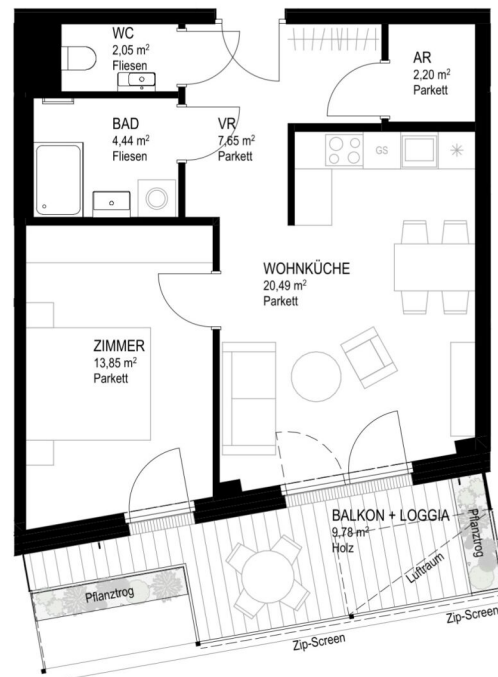 WC
2,05 m²
Fliesen
AR
2,20 m²
Parkett
BAD
4,44 m²
Fliesen
VR
7,65 m²
Parkett
GS
WOHNKÜCHE
20,49 m²
Parkett
ZIMMER
13,85 m²
Parkett
BALKON + LOGGIA
9,78 m²
Holz
Pflanztrog
Luftraum
Pflanztrog
Zip-Screen
Zip-Screen